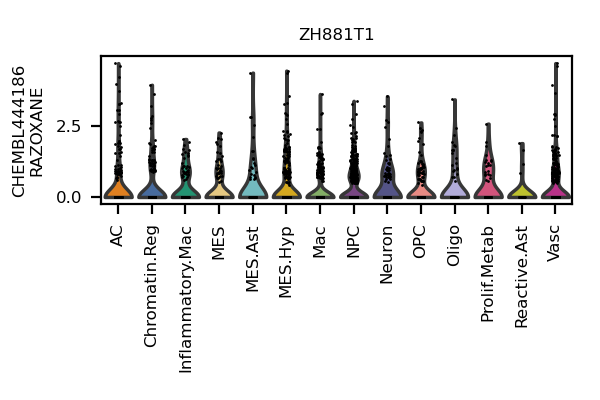 ZH881T1
CHEMBL444186
RAZOXANE
2.5
0.0
AC
Chromatin.Reg
Inflammatory.Mac
MES
MES.Ast
MES.Hyp
Mac
NPC
Neuron
OPC
Oligo
Prolif.Metab
Reactive.Ast
Vasc